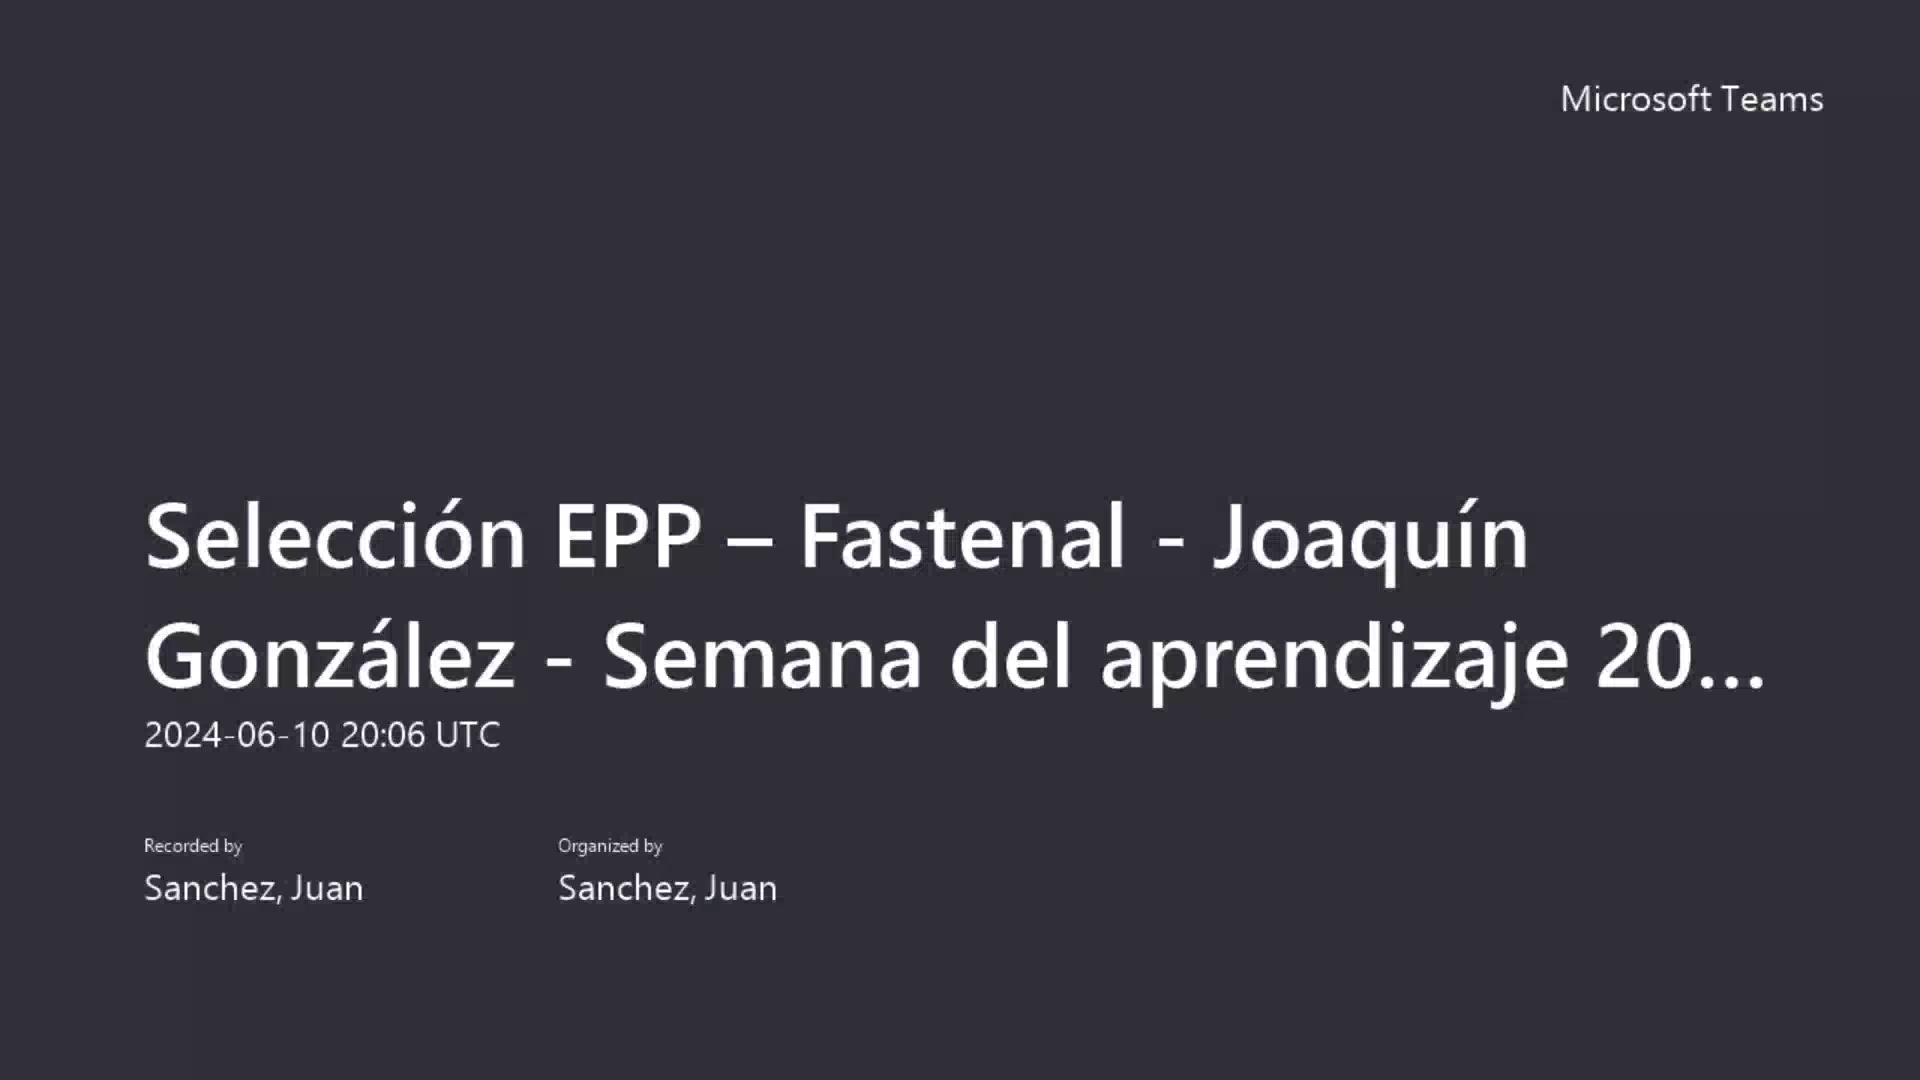 Microsoft Teams
Selección EPP – Fastenal - Joaquín
González - Semana del aprendizaje 20...
2024-06-10 20:06 UTC
Recorded by
Organized by
Sanchez, Juan
Sanchez, Juan